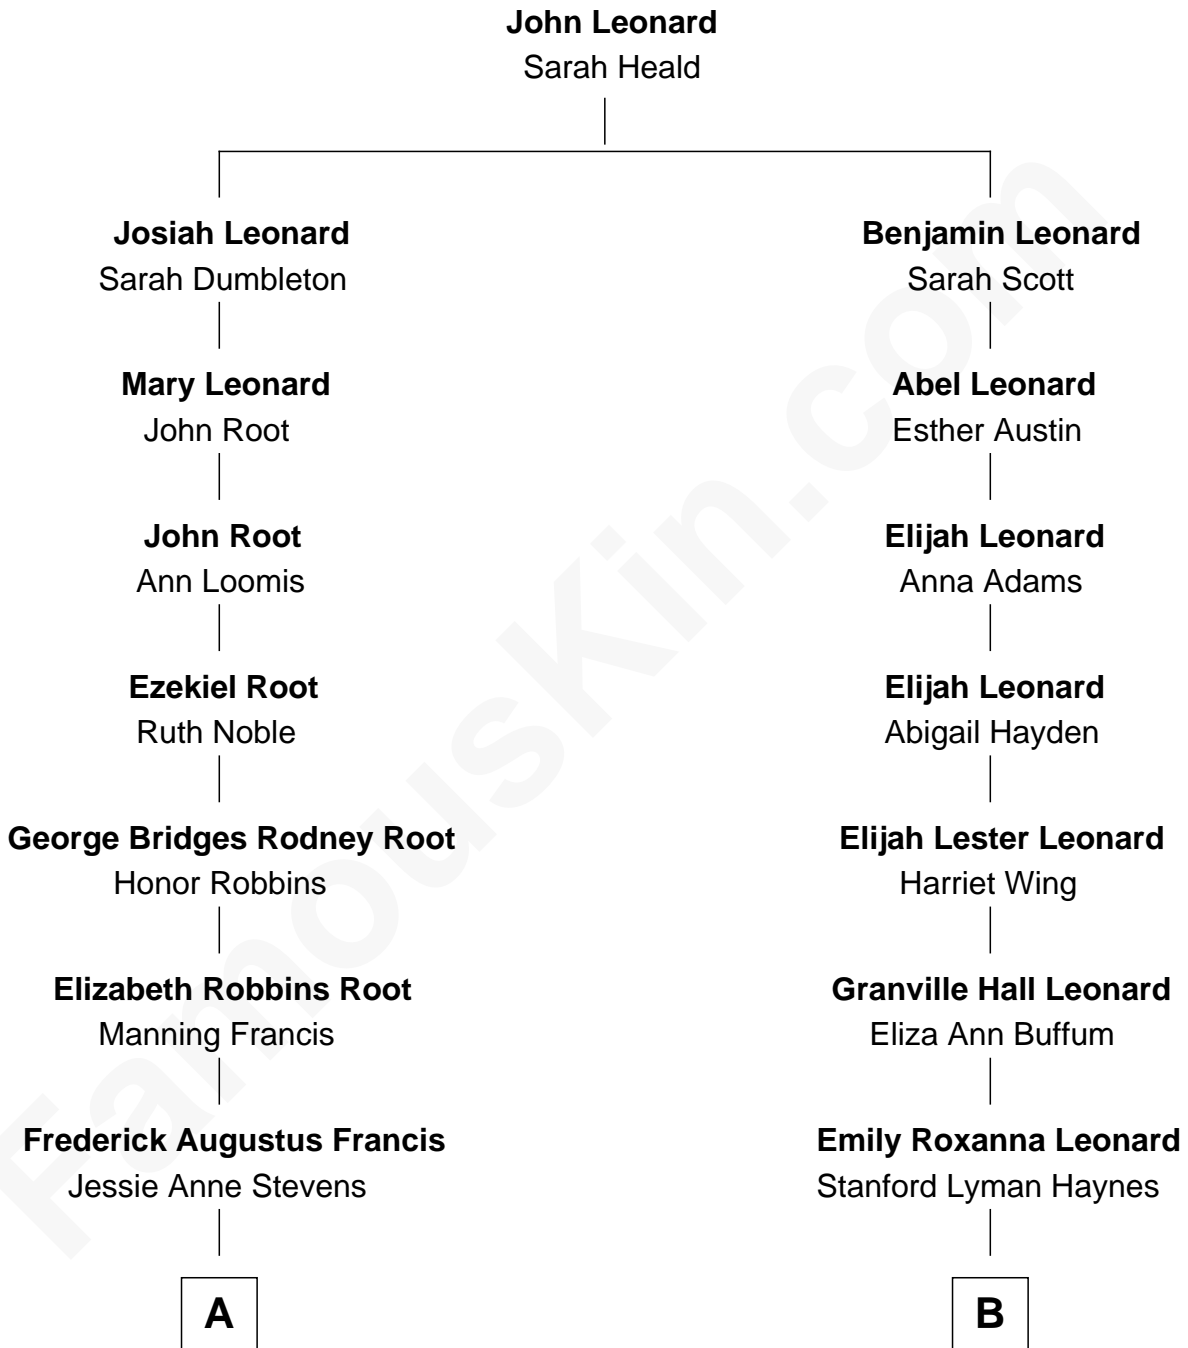 John Leonard
Sarah Heald
Josiah Leonard
Sarah Dumbleton
Benjamin Leonard
Sarah Scott
Mary Leonard
John Root
Abel Leonard
Esther Austin
John Root
Ann Loomis
Elijah Leonard
Anna Adams
Ezekiel Root
Ruth Noble
Elijah Leonard
Abigail Hayden
George Bridges Rodney Root
Honor Robbins
Elijah Lester Leonard
Harriet Wing
Elizabeth Robbins Root
Manning Francis
Granville Hall Leonard
Eliza Ann Buffum
Frederick Augustus Francis
Jessie Anne Stevens
Emily Roxanna Leonard
Stanford Lyman Haynes
A
B
FamousKin.com